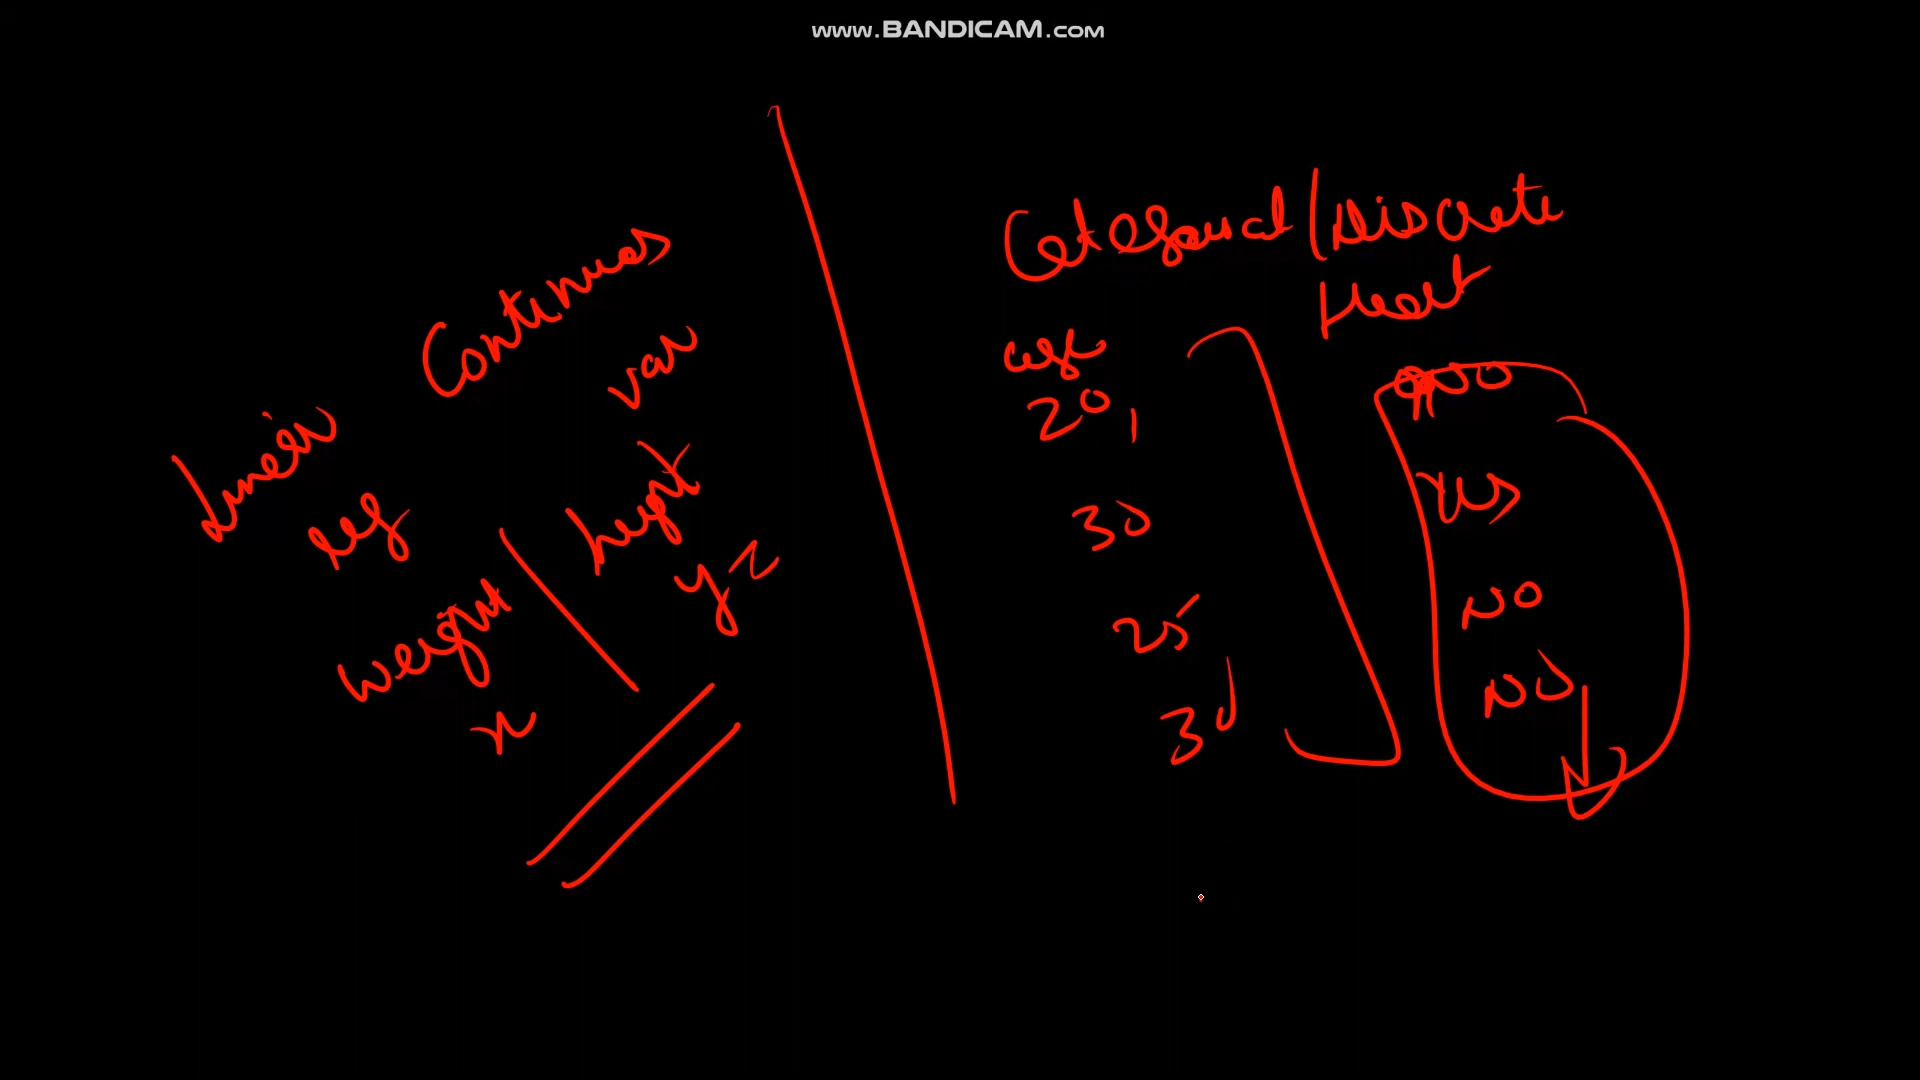 www.BANDICAM.com
Continuous
var
Linear
reg
weight
height
x
y
Categorical/Discrete
Heart
age
20,
30
25
30
NO
Yes
NO
NO